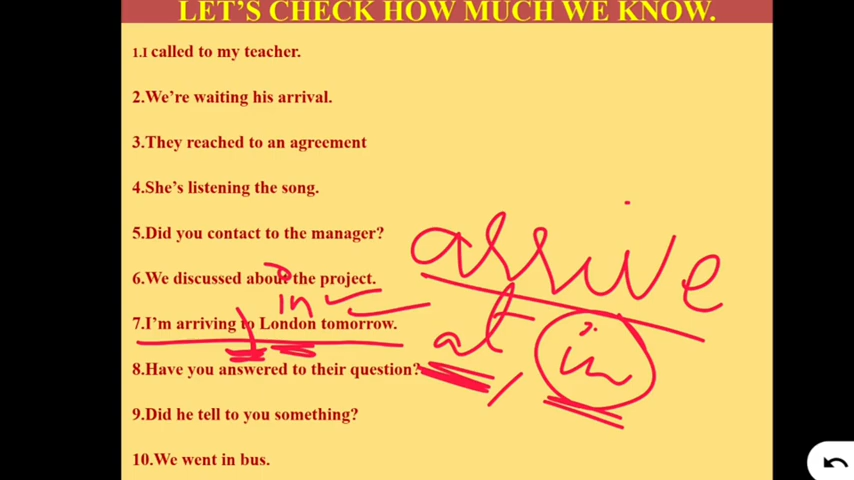 LET'S CHECK HOW MUCH WE KNOW.
1.I called to my teacher.
2.We're waiting his arrival.
3.They reached to an agreement
4.She's listening the song.
5.Did you contact to the manager?
6.We discussed about the project.
in
7.I'm arriving to London tomorrow.
8.Have you answered to their question?
9.Did he tell to you something?
10.We went in bus.
arrive
at, in